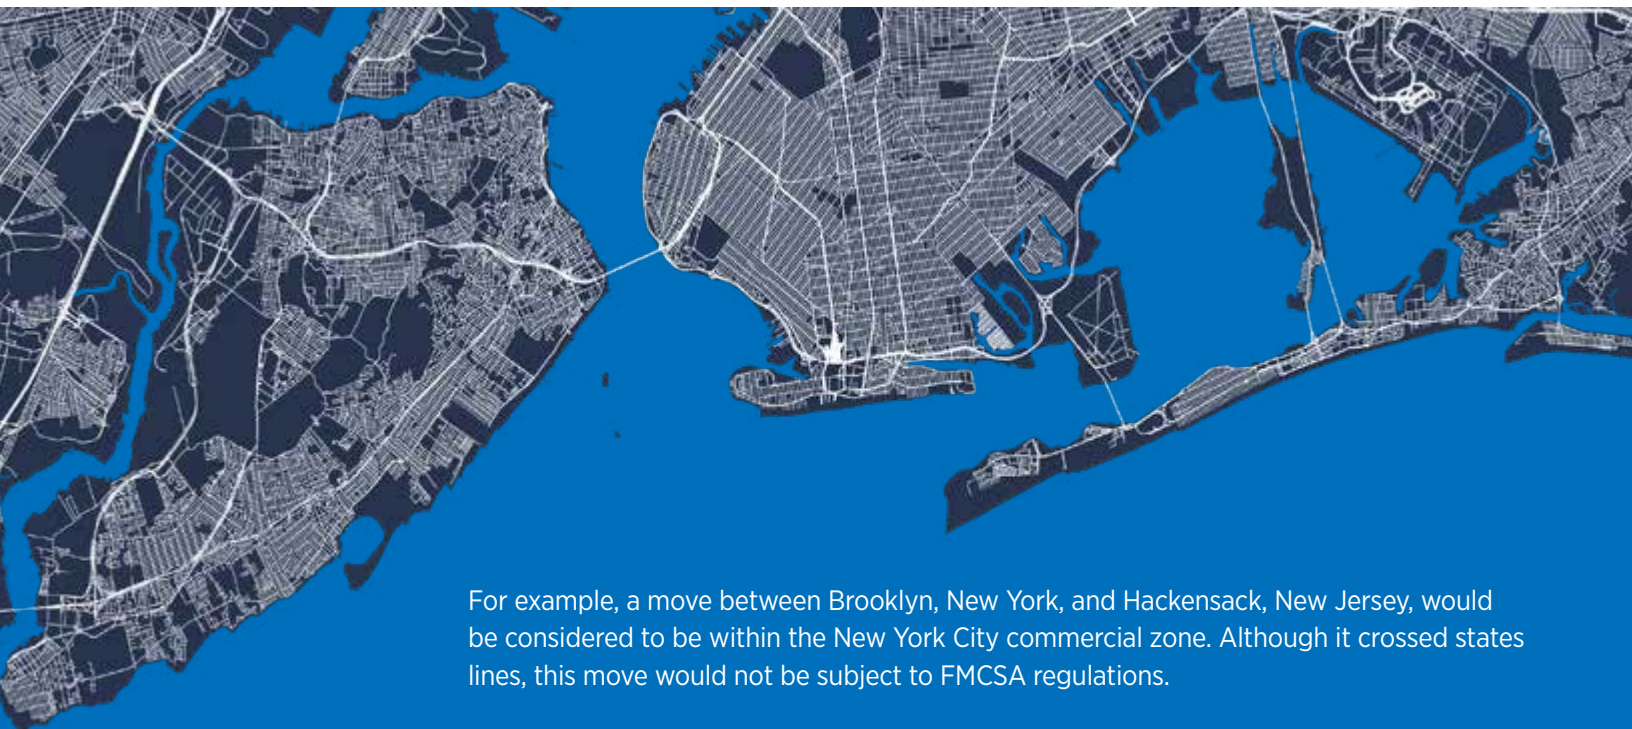 For example, a move between Brooklyn, New York, and Hackensack, New Jersey, would
be considered to be within the New York City commercial zone. Although it crossed states
lines, this move would not be subject to FMCSA regulations.